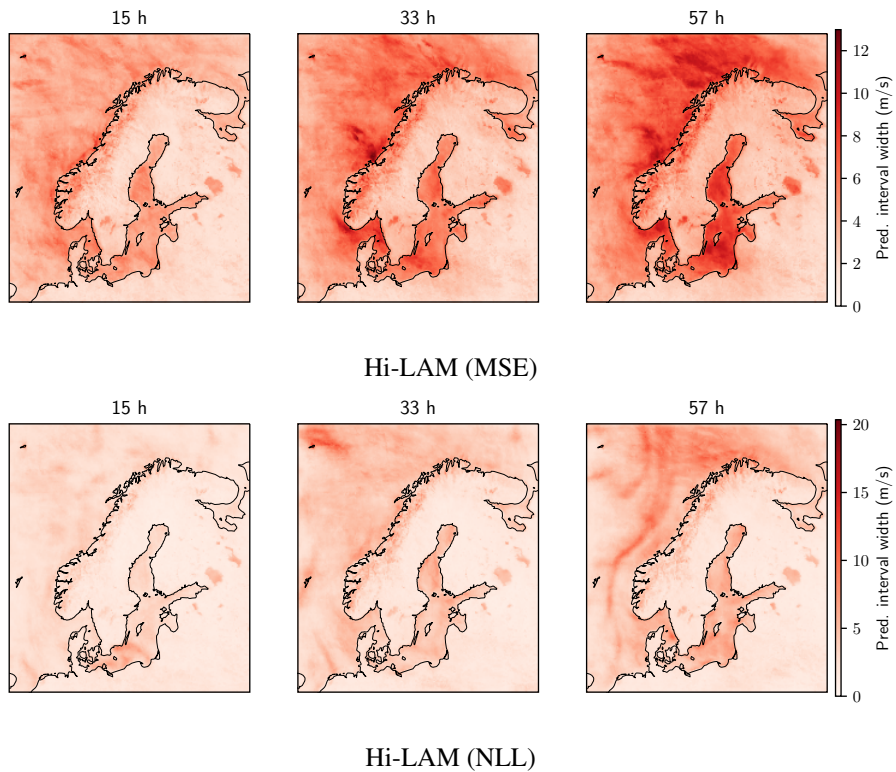 15 h
33 h
57 h
12
10
8
6
4
2
0
Pred. interval width (m/s)
Hi-LAM (MSE)
15 h
33 h
57 h
20
15
10
5
0
Pred. interval width (m/s)
Hi-LAM (NLL)